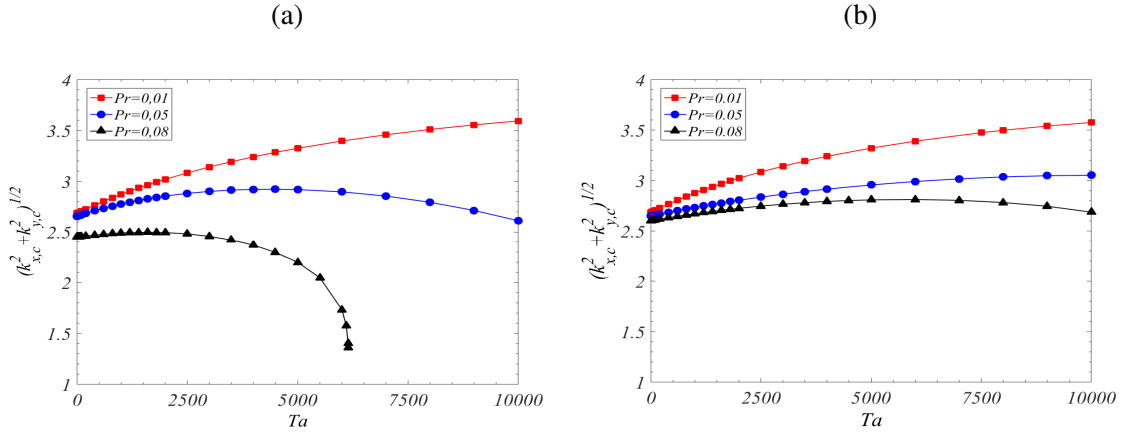 (a)
4
3.5
3
2.5
2
1.5
1
0
2500
5000
7500
10000
Ta
(k²x,c+k²y,c)^1/2
Pr=0,01
Pr=0,05
Pr=0,08
(b)
4
3.5
3
2.5
2
1.5
1
0
2500
5000
7500
10000
Ta
(k²x,c+k²y,c)^1/2
Pr=0.01
Pr=0.05
Pr=0.08